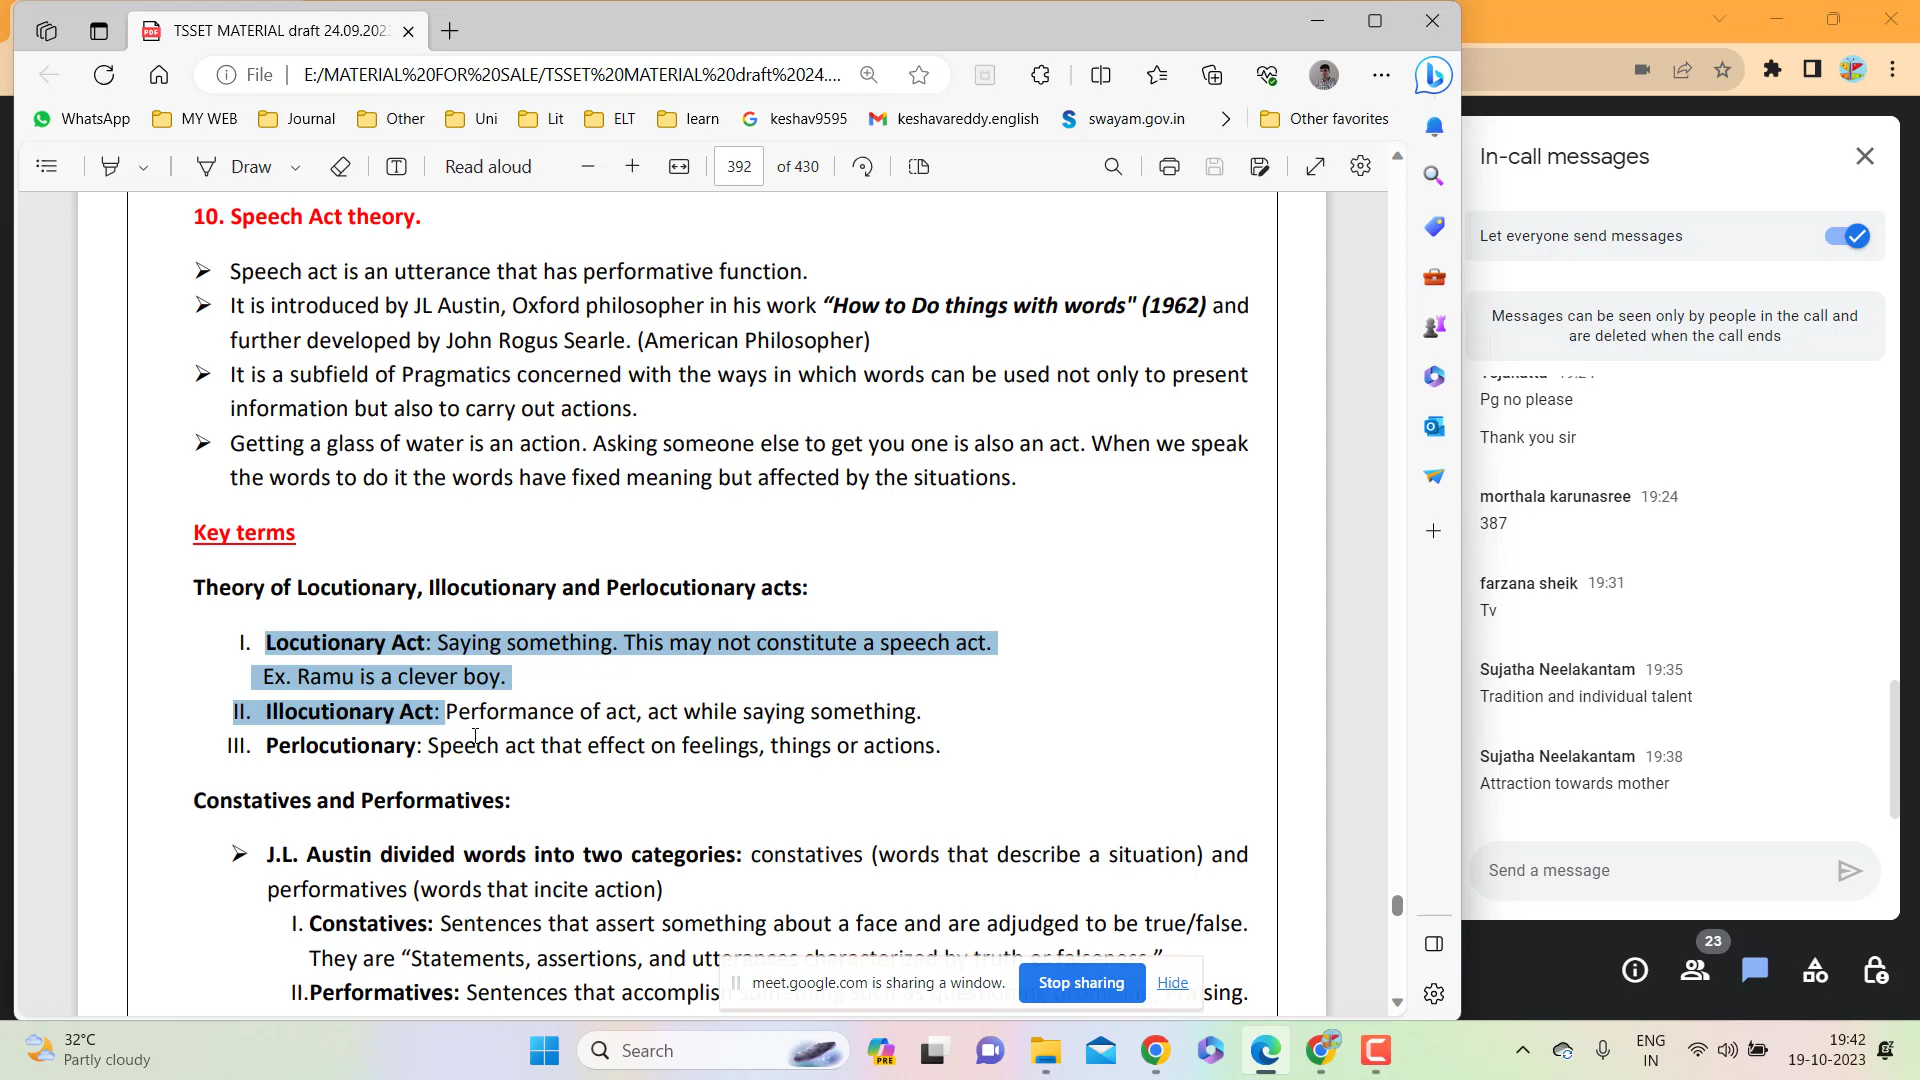 TSSET MATERIAL draft 24.09.202
File
E:/MATERIAL%20FOR%20SALE/TSSET%20MATERIAL%20draft%2024....
WhatsApp
MY WEB
Journal
Other
Uni
Lit
ELT
learn
keshav9595
keshavareddy.english
swayam.gov.in
Other favorites
Draw
Read aloud
392
of 430
10. Speech Act theory.
Speech act is an utterance that has performative function.
It is introduced by JL Austin, Oxford philosopher in his work “How to Do things with words" (1962) and
further developed by John Rogus Searle. (American Philosopher)
It is a subfield of Pragmatics concerned with the ways in which words can be used not only to present
information but also to carry out actions.
Getting a glass of water is an action. Asking someone else to get you one is also an act. When we speak
the words to do it the words have fixed meaning but affected by the situations.
Key terms
Theory of Locutionary, Illocutionary and Perlocutionary acts:
I. Locutionary Act: Saying something. This may not constitute a speech act.
Ex. Ramu is a clever boy.
II. Illocutionary Act: Performance of act, act while saying something.
III. Perlocutionary: Speech act that effect on feelings, things or actions.
Constatives and Performatives:
J.L. Austin divided words into two categories: constatives (words that describe a situation) and
performatives (words that incite action)
I. Constatives: Sentences that assert something about a face and are adjudged to be true/false.
They are “Statements, assertions, and utterances characterized by truth or falseness.”
II.Performatives: Sentences that accomplish something such as
meet.google.com is sharing a window.
Stop sharing
Hide
In-call messages
Let everyone send messages
Messages can be seen only by people in the call and
are deleted when the call ends
Pg no please
Thank you sir
morthala karunasree 19:24
387
farzana sheik 19:31
Tv
Sujatha Neelakantam 19:35
Tradition and individual talent
Sujatha Neelakantam 19:38
Attraction towards mother
Send a message
23
32°C
Partly cloudy
Search
PRE
ENG
IN
19:42
19-10-2023